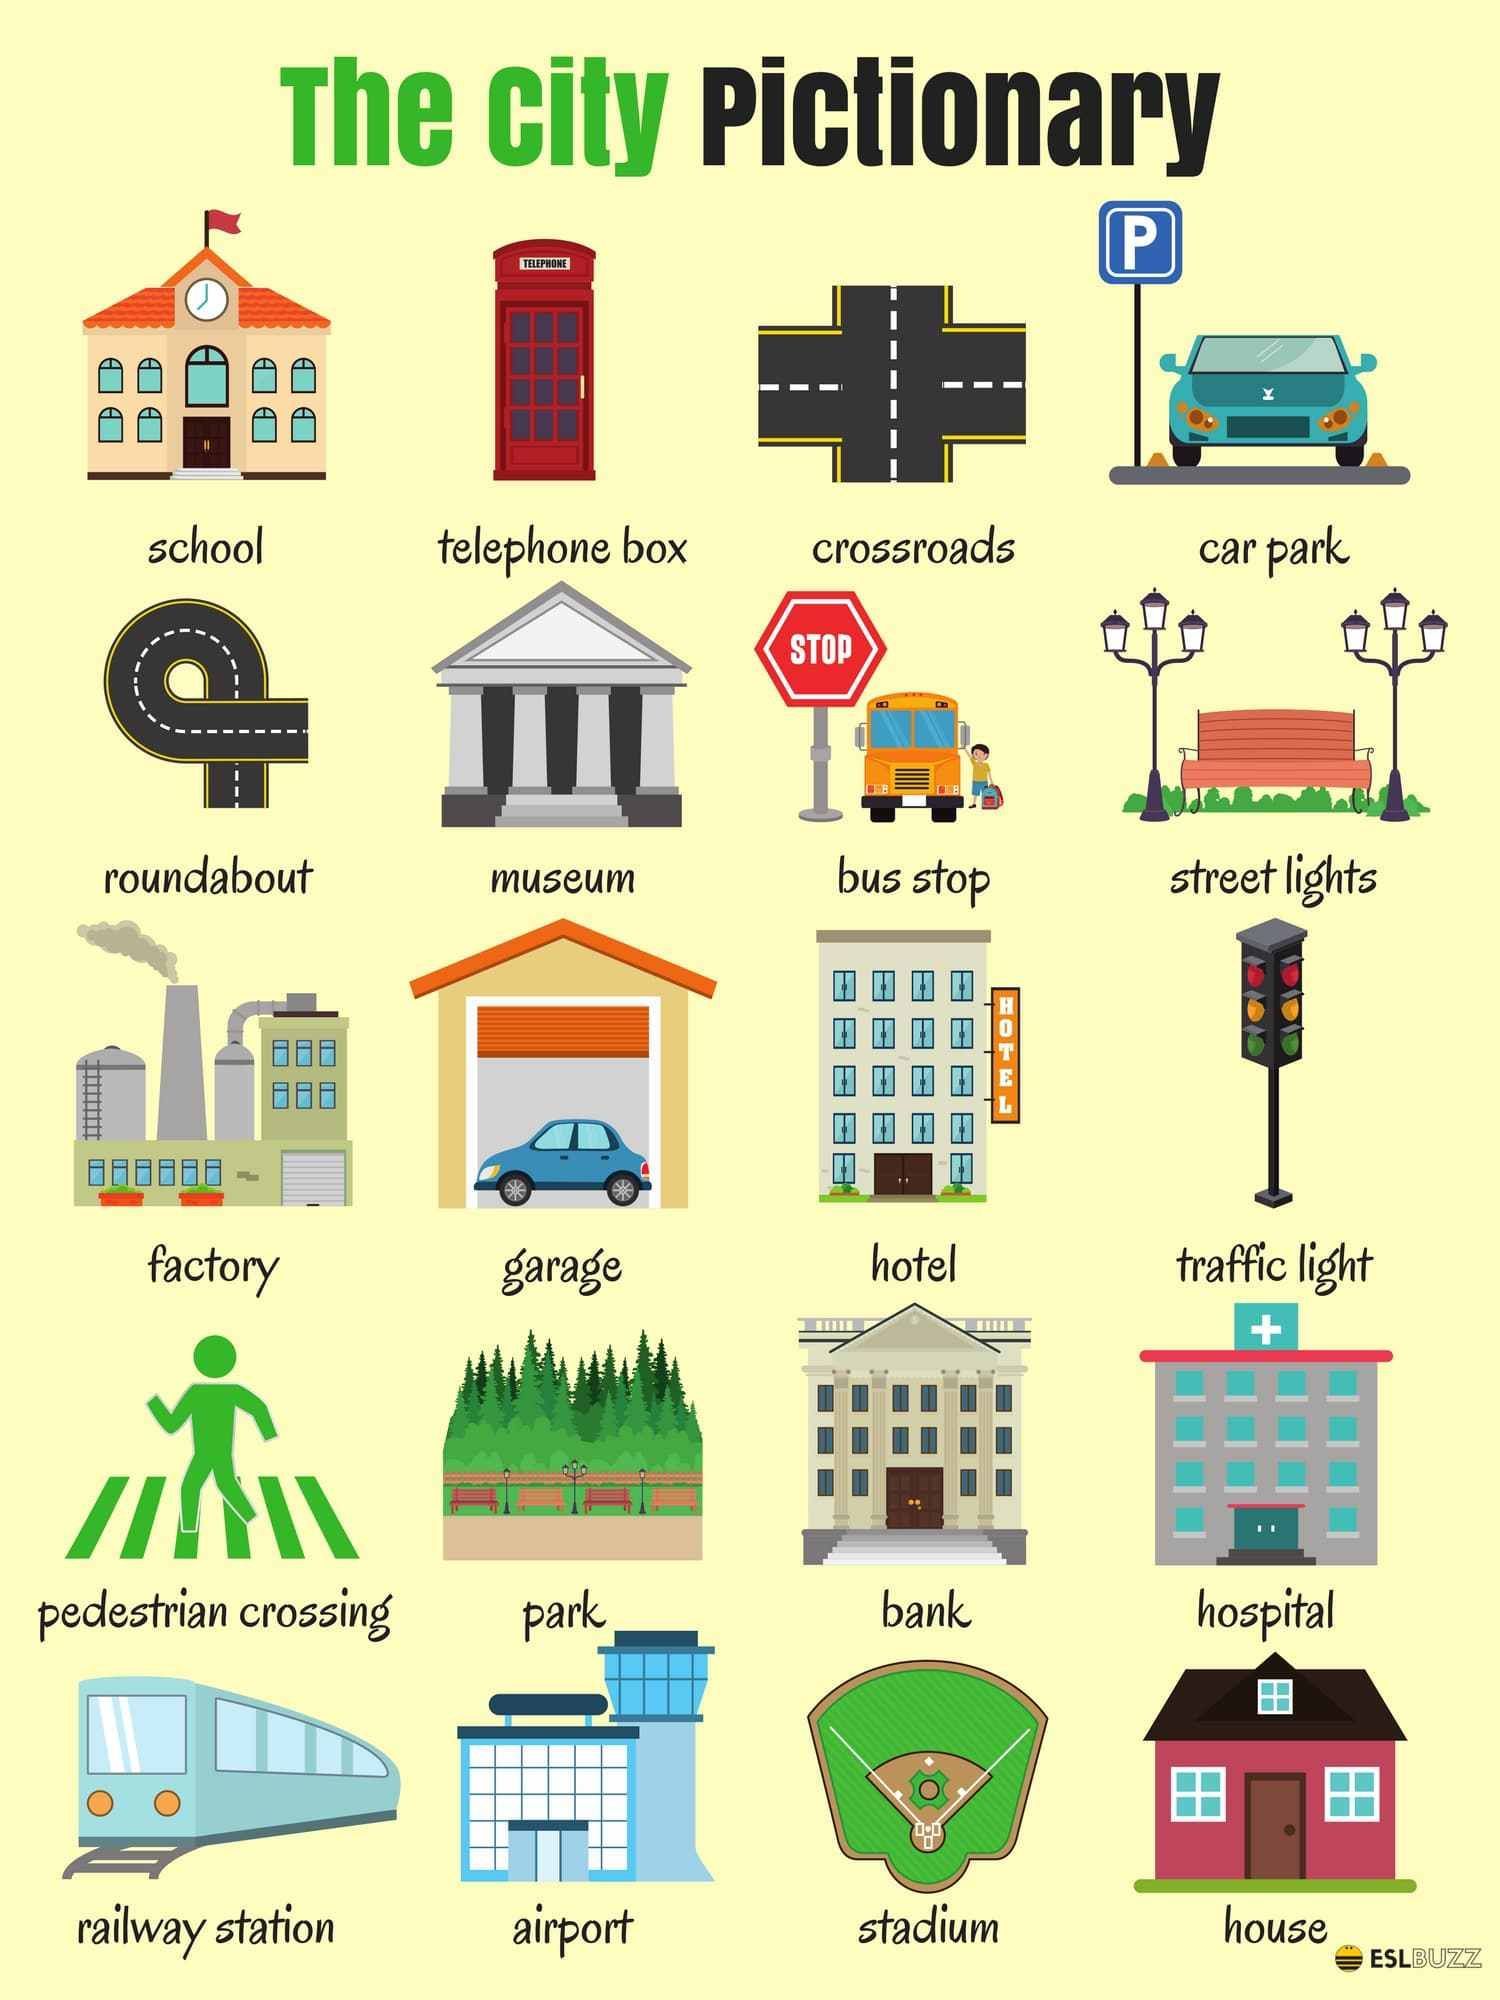 The City Pictionary
P
TELEPHONE
school
telephone box
crossroads
car park
STOP
roundabout
museum
bus stop
street lights
HOTEL
factory
garage
hotel
traffic light
pedestrian crossing
park
bank
hospital
railway station
airport
stadium
house
ESLBUZZ